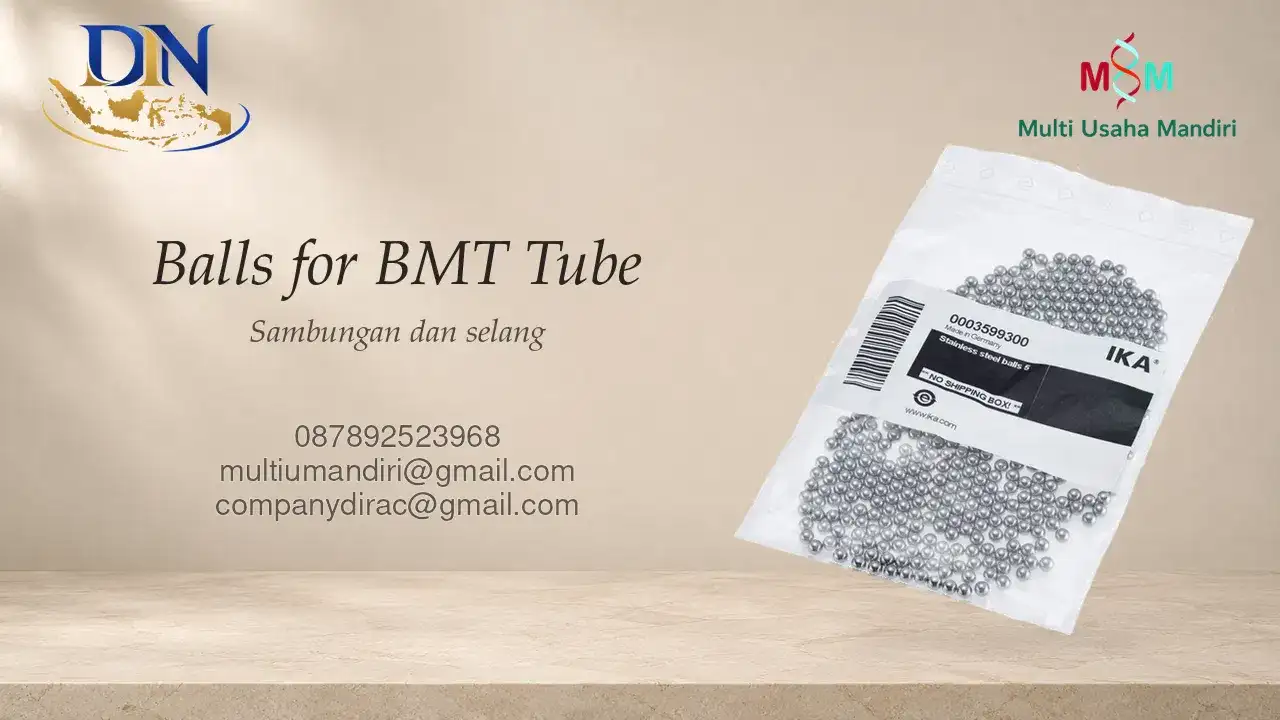 DN
MSM
Multi Usaha Mandiri
Balls for BMT Tube
Sambungan dan selang
087892523968
multiumandiri@gmail.com
companydirac@gmail.com
0003599300
Made in Germany
IKA®
Stainless steel balls 5
** NO SHIPPING BOX! **
www.ika.com